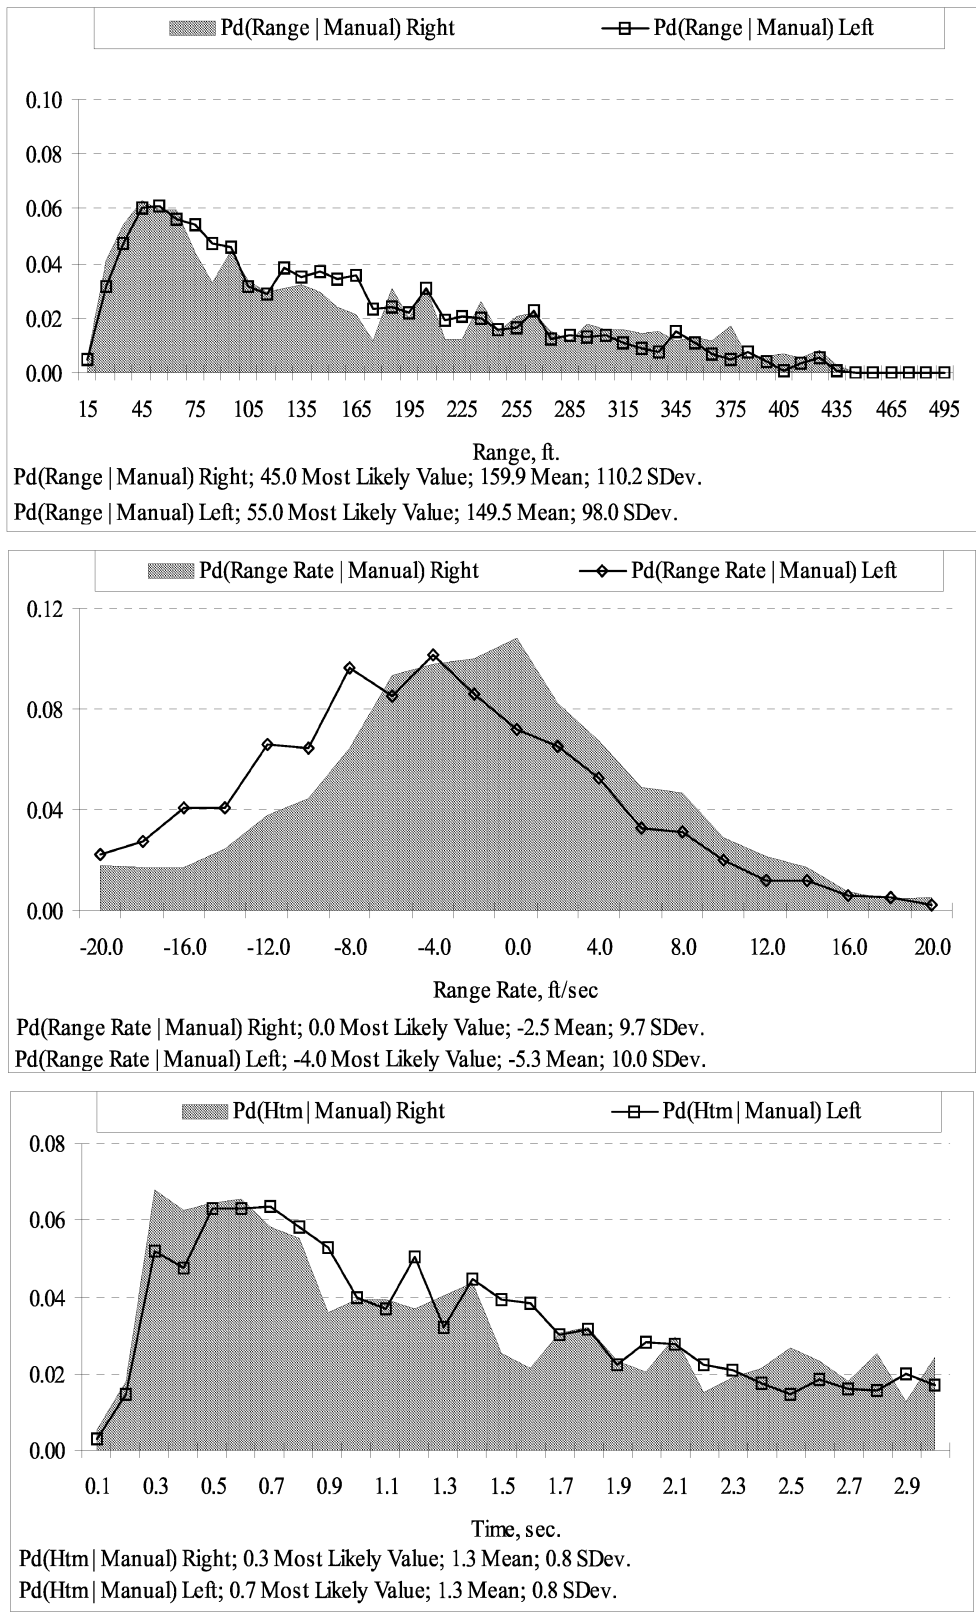 Pd(Range | Manual) Right Pd(Range | Manual) Left
0.10
0.08
0.06
0.04
0.02
0.00
15 45 75 105 135 165 195 225 255 285 315 345 375 405 435 465 495
Range, ft.
Pd(Range | Manual) Right; 45.0 Most Likely Value; 159.9 Mean; 110.2 SDev.
Pd(Range | Manual) Left; 55.0 Most Likely Value; 149.5 Mean; 98.0 SDev.
Pd(Range Rate | Manual) Right Pd(Range Rate | Manual) Left
0.12
0.08
0.04
0.00
-20.0 -16.0 -12.0 -8.0 -4.0 0.0 4.0 8.0 12.0 16.0 20.0
Range Rate, ft/sec
Pd(Range Rate | Manual) Right; 0.0 Most Likely Value; -2.5 Mean; 9.7 SDev.
Pd(Range Rate | Manual) Left; -4.0 Most Likely Value; -5.3 Mean; 10.0 SDev.
Pd(Htm | Manual) Right Pd(Htm | Manual) Left
0.08
0.06
0.04
0.02
0.00
0.1 0.3 0.5 0.7 0.9 1.1 1.3 1.5 1.7 1.9 2.1 2.3 2.5 2.7 2.9
Time, sec.
Pd(Htm | Manual) Right; 0.3 Most Likely Value; 1.3 Mean; 0.8 SDev.
Pd(Htm | Manual) Left; 0.7 Most Likely Value; 1.3 Mean; 0.8 SDev.